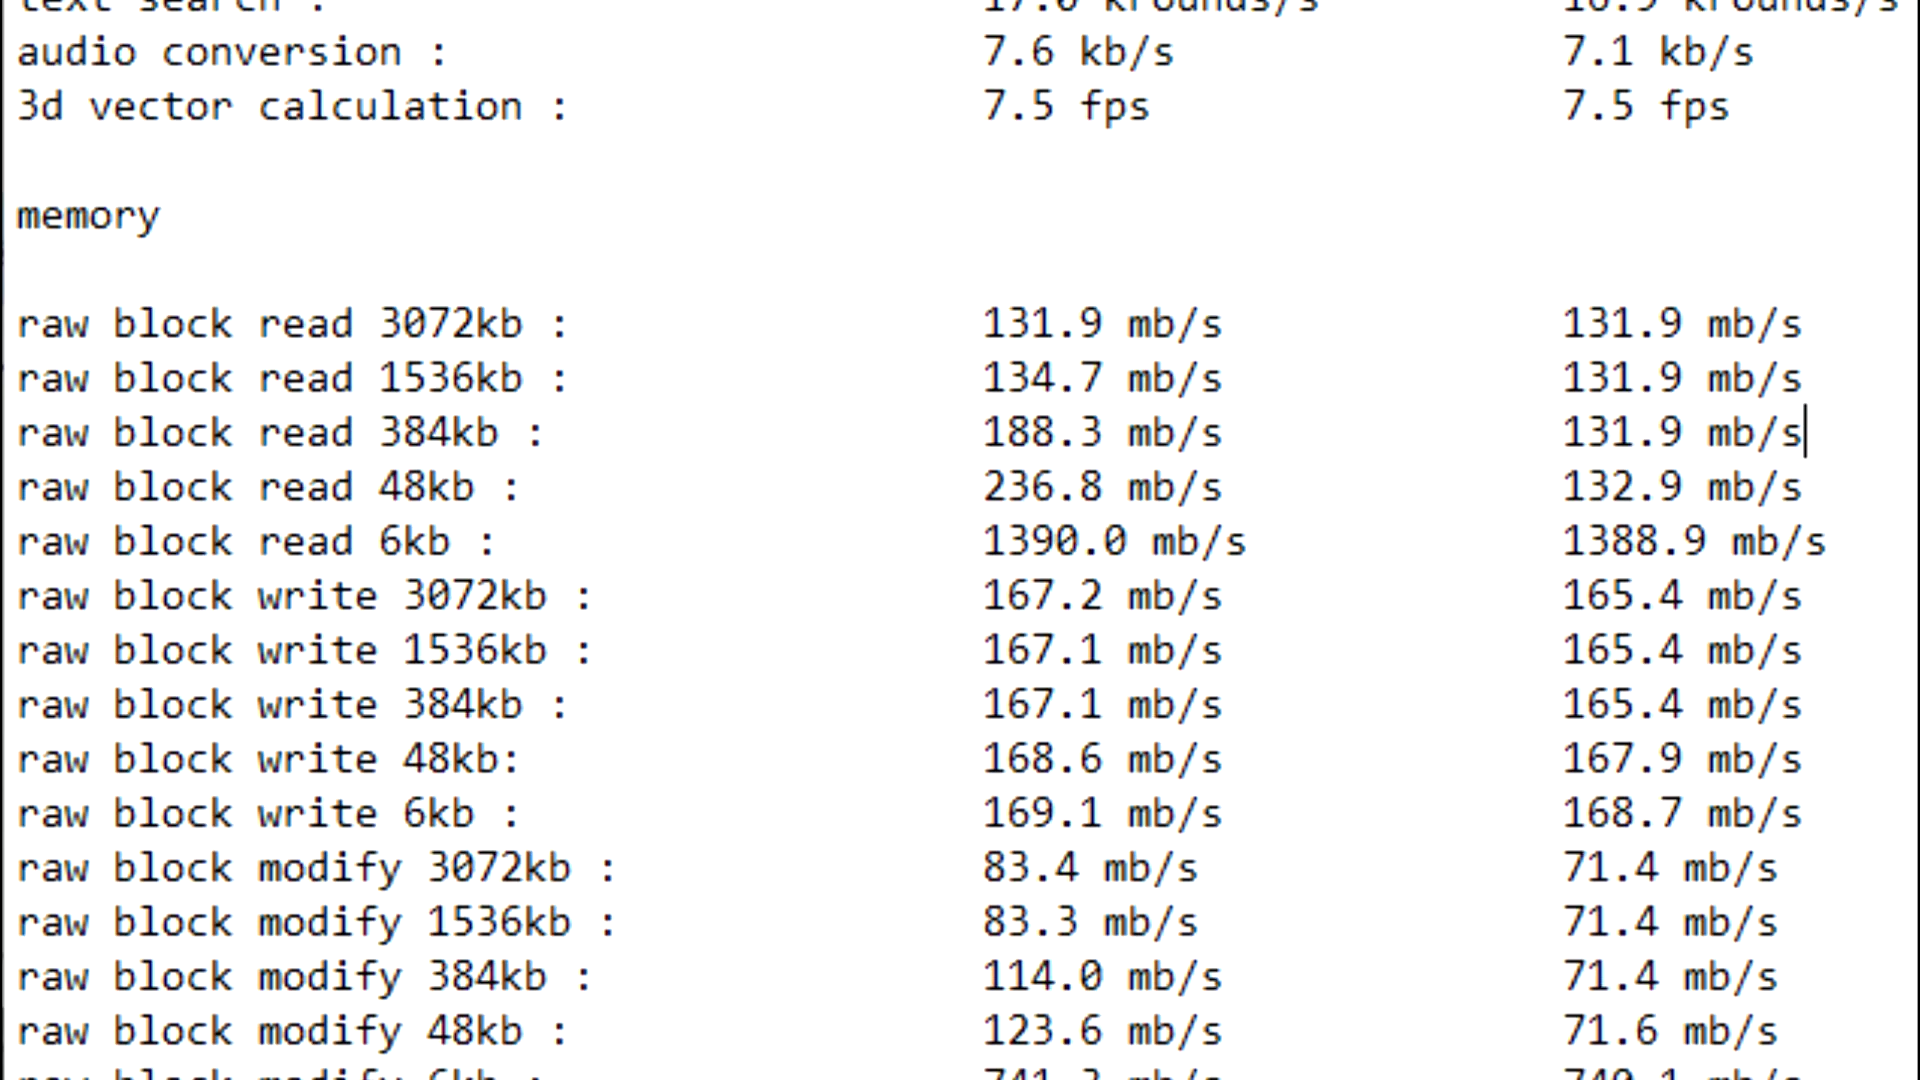 text search :                           17.0 krounds/s          16.9 krounds/s
audio conversion :                      7.6 kb/s                7.1 kb/s
3d vector calculation :                 7.5 fps                 7.5 fps
memory
raw block read 3072kb :                 131.9 mb/s              131.9 mb/s
raw block read 1536kb :                 134.7 mb/s              131.9 mb/s
raw block read 384kb :                  188.3 mb/s              131.9 mb/s
raw block read 48kb :                   236.8 mb/s              132.9 mb/s
raw block read 6kb :                    1390.0 mb/s             1388.9 mb/s
raw block write 3072kb :                167.2 mb/s              165.4 mb/s
raw block write 1536kb :                167.1 mb/s              165.4 mb/s
raw block write 384kb :                 167.1 mb/s              165.4 mb/s
raw block write 48kb:                   168.6 mb/s              167.9 mb/s
raw block write 6kb :                   169.1 mb/s              168.7 mb/s
raw block modify 3072kb :               83.4 mb/s               71.4 mb/s
raw block modify 1536kb :               83.3 mb/s               71.4 mb/s
raw block modify 384kb :                114.0 mb/s              71.4 mb/s
raw block modify 48kb :                 123.6 mb/s              71.6 mb/s